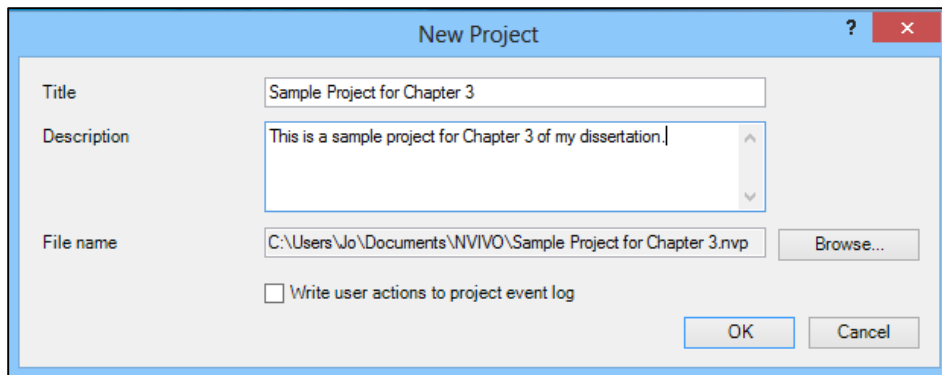 New Project
?
Title
Sample Project for Chapter 3
Description
This is a sample project for Chapter 3 of my dissertation.
File name
C:\Users\Jo\Documents\NVIVO\Sample Project for Chapter 3.nvp
Browse...
Write user actions to project event log
OK
Cancel